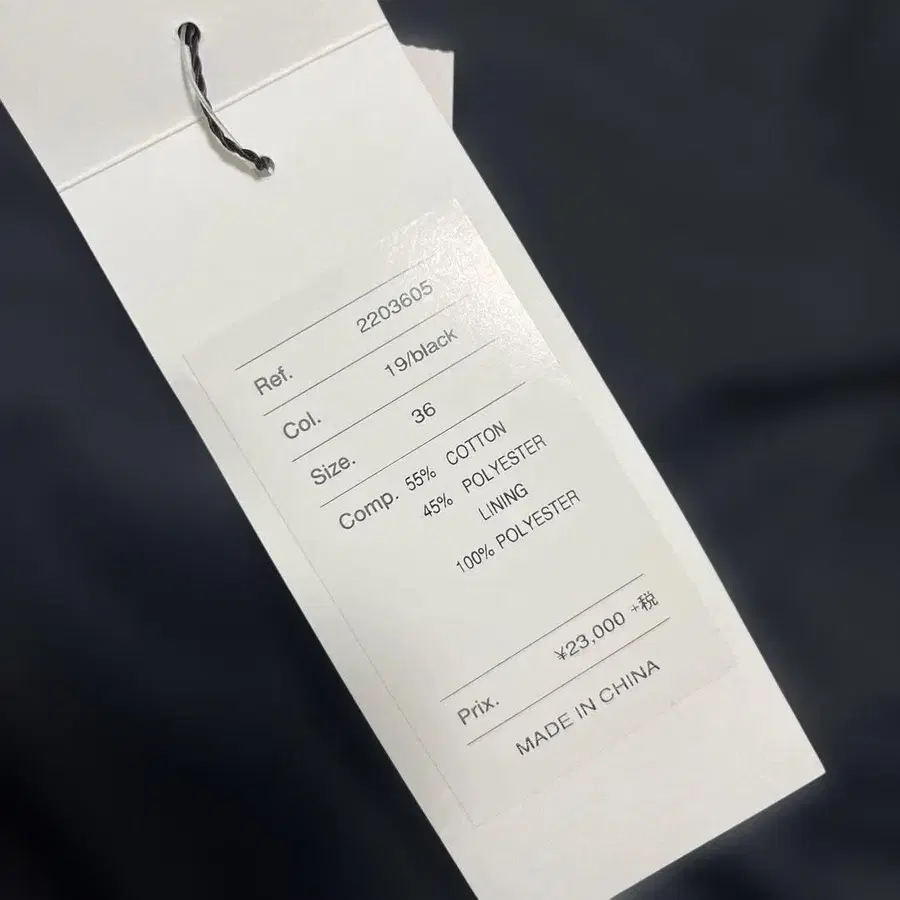 Ref. 2203605
Col. 19/black
Size. 36
Comp. 55% COTTON
45% POLYESTER
LINING
100% POLYESTER
Prix. ¥23,000 +税
MADE IN CHINA